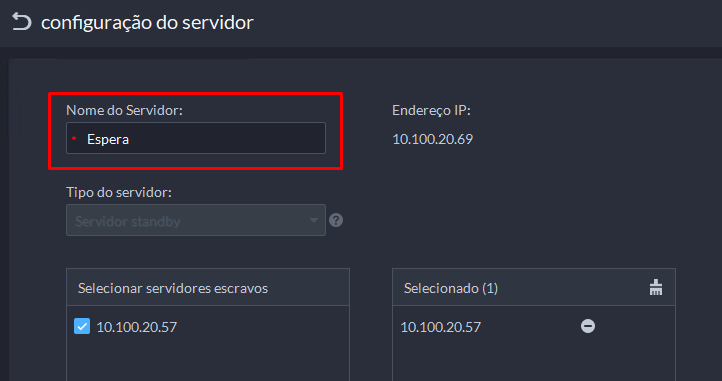 configuração do servidor
Nome do Servidor:
* Espera
Endereço IP:
10.100.20.69
Tipo do servidor:
Servidor standby
Selecionar servidores escravos
10.100.20.57
Selecionado (1)
10.100.20.57